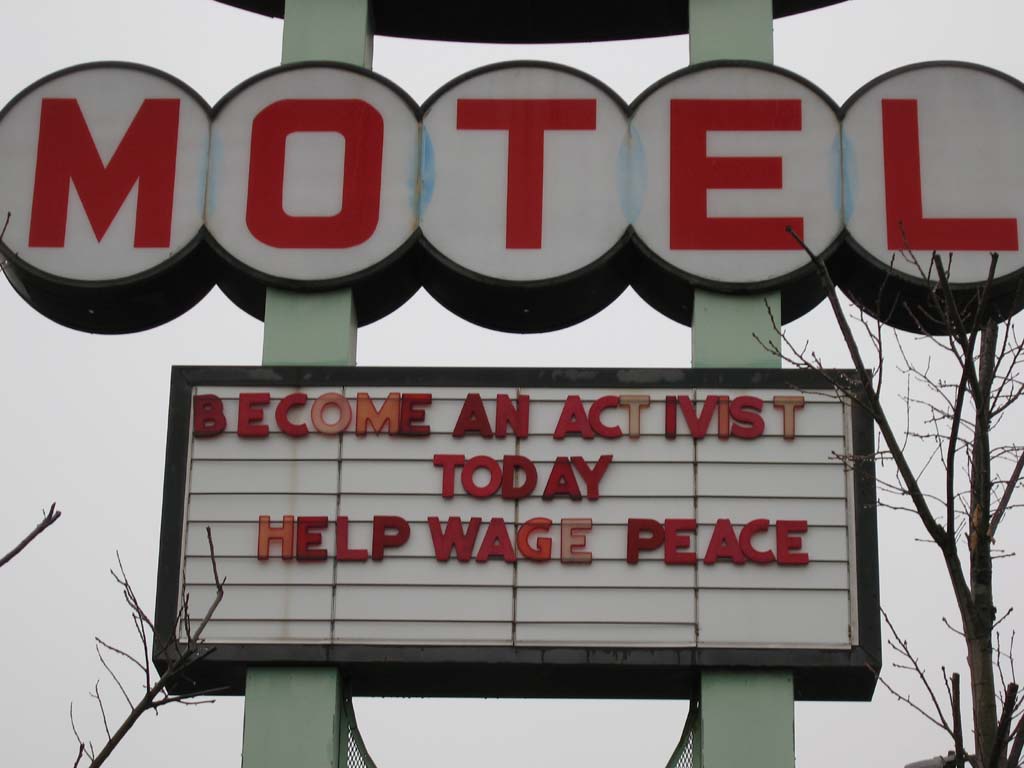 MOTEL
BECOME AN ACTIVIST
TODAY
HELP WAGE PEACE